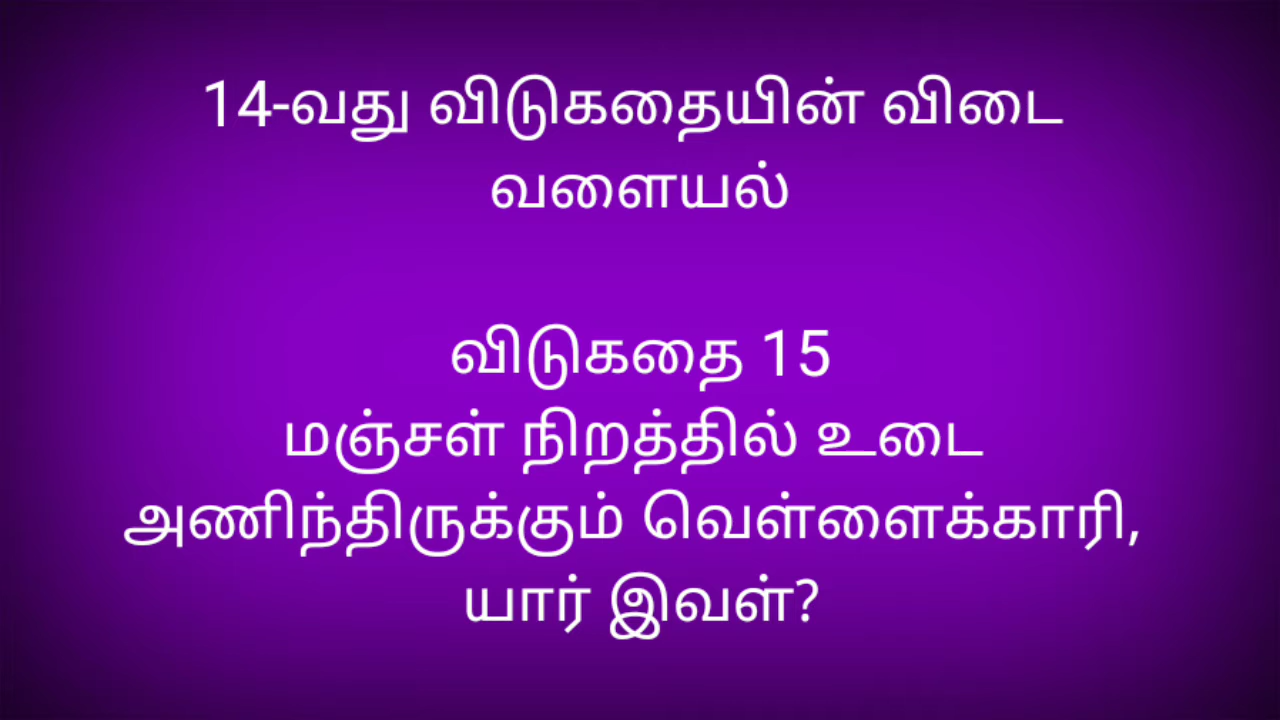 14-வது விடுகதையின் விடை
வளையல்
விடுகதை 15
மஞ்சள் நிறத்தில் உடை
அணிந்திருக்கும் வெள்ளைக்காரி,
யார் இவள்?